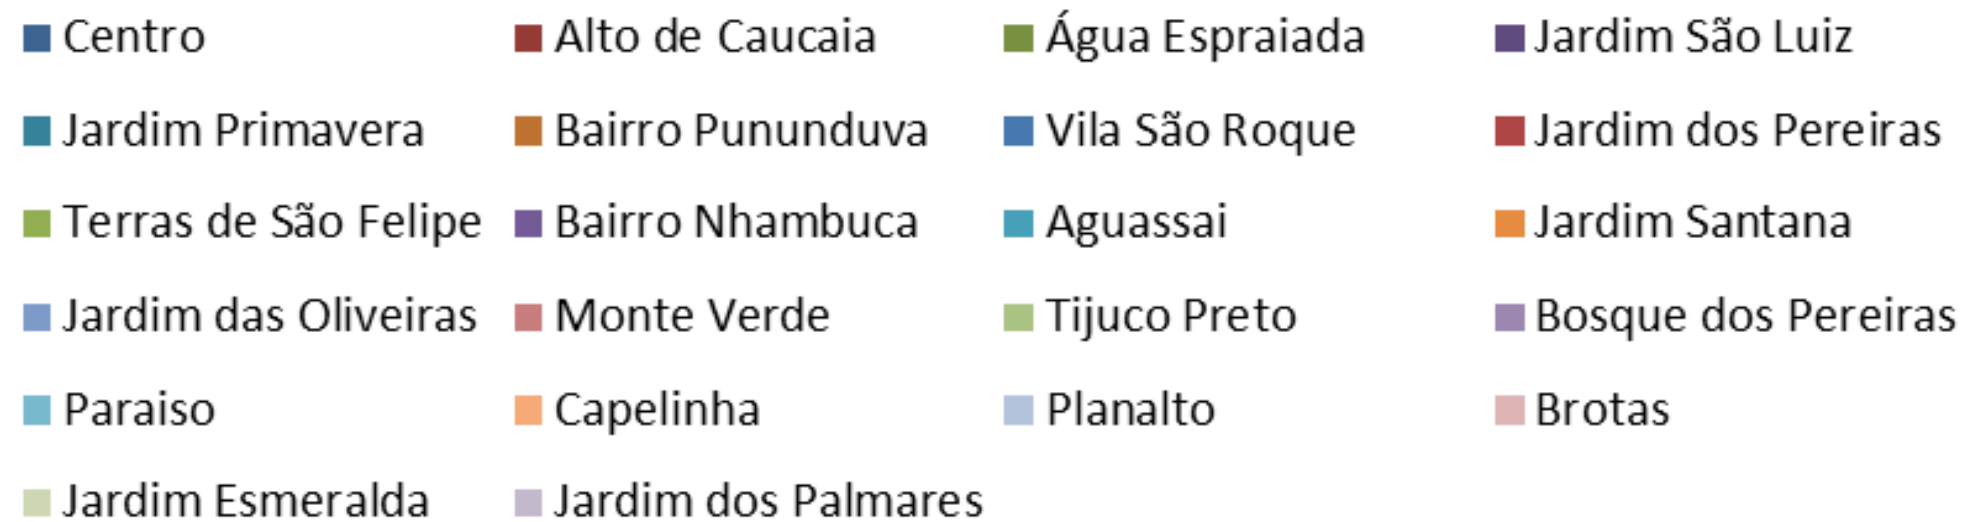 Centro Alto de Caucaia Água Espraiada Jardim São Luiz
Jardim Primavera Bairro Pununduva Vila São Roque Jardim dos Pereiras
Terras de São Felipe Bairro Nhambuca Aguassai Jardim Santana
Jardim das Oliveiras Monte Verde Tijuco Preto Bosque dos Pereiras
Paraiso Capelinha Planalto Brotas
Jardim Esmeralda Jardim dos Palmares